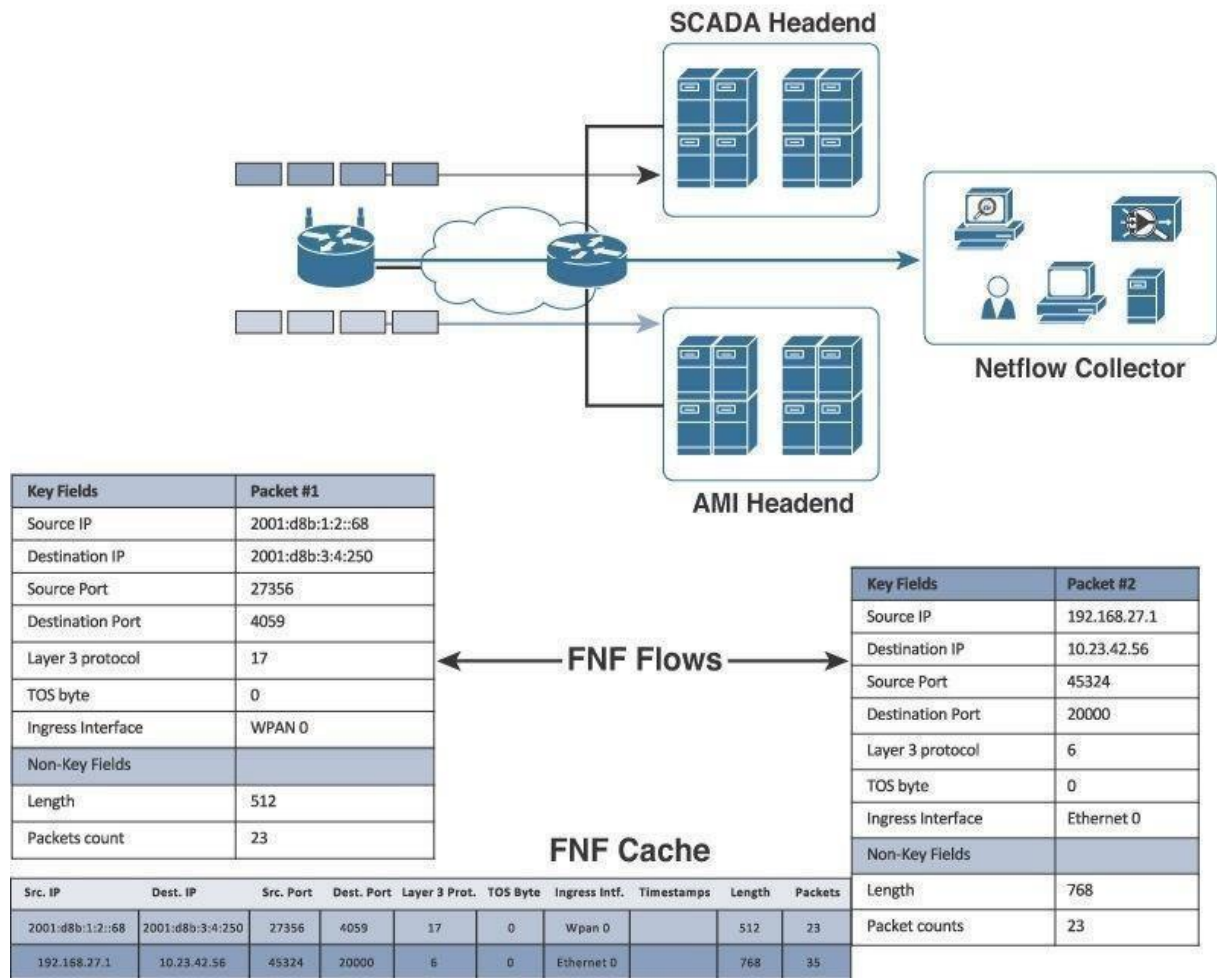 SCADA Headend
Netflow Collector
AMI Headend
Key Fields Packet #1
Source IP 2001:d8b:1:2::68
Destination IP 2001:d8b:3:4:250
Source Port 27356
Destination Port 4059
Layer 3 protocol 17
TOS byte 0
Ingress Interface WPAN 0
Non-Key Fields
Length 512
Packets count 23
FNF Flows
Key Fields Packet #2
Source IP 192.168.27.1
Destination IP 10.23.42.56
Source Port 45324
Destination Port 20000
Layer 3 protocol 6
TOS byte 0
Ingress Interface Ethernet 0
Non-Key Fields
Length 768
Packet counts 23
FNF Cache
Src. IP Dest. IP Src. Port Dest. Port Layer 3 Prot. TOS Byte Ingress Intf. Timestamps Length Packets
2001:d8b:1:2::68 2001:d8b:3:4:250 27356 4059 17 0 Wpan 0 512 23
192.168.27.1 10.23.42.56 45324 20000 6 0 Ethernet 0 768 35